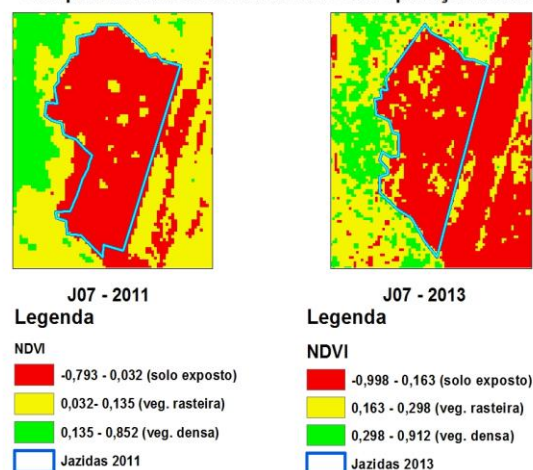 J07 - 2011
Legenda
NDVI
-0,793 - 0,032 (solo exposto)
0,032- 0,135 (veg. rasteira)
0,135 - 0,852 (veg. densa)
Jazidas 2011
J07 - 2013
Legenda
NDVI
-0,998 - 0,163 (solo exposto)
0,163 - 0,298 (veg. rasteira)
0,298 - 0,912 (veg. densa)
Jazidas 2013